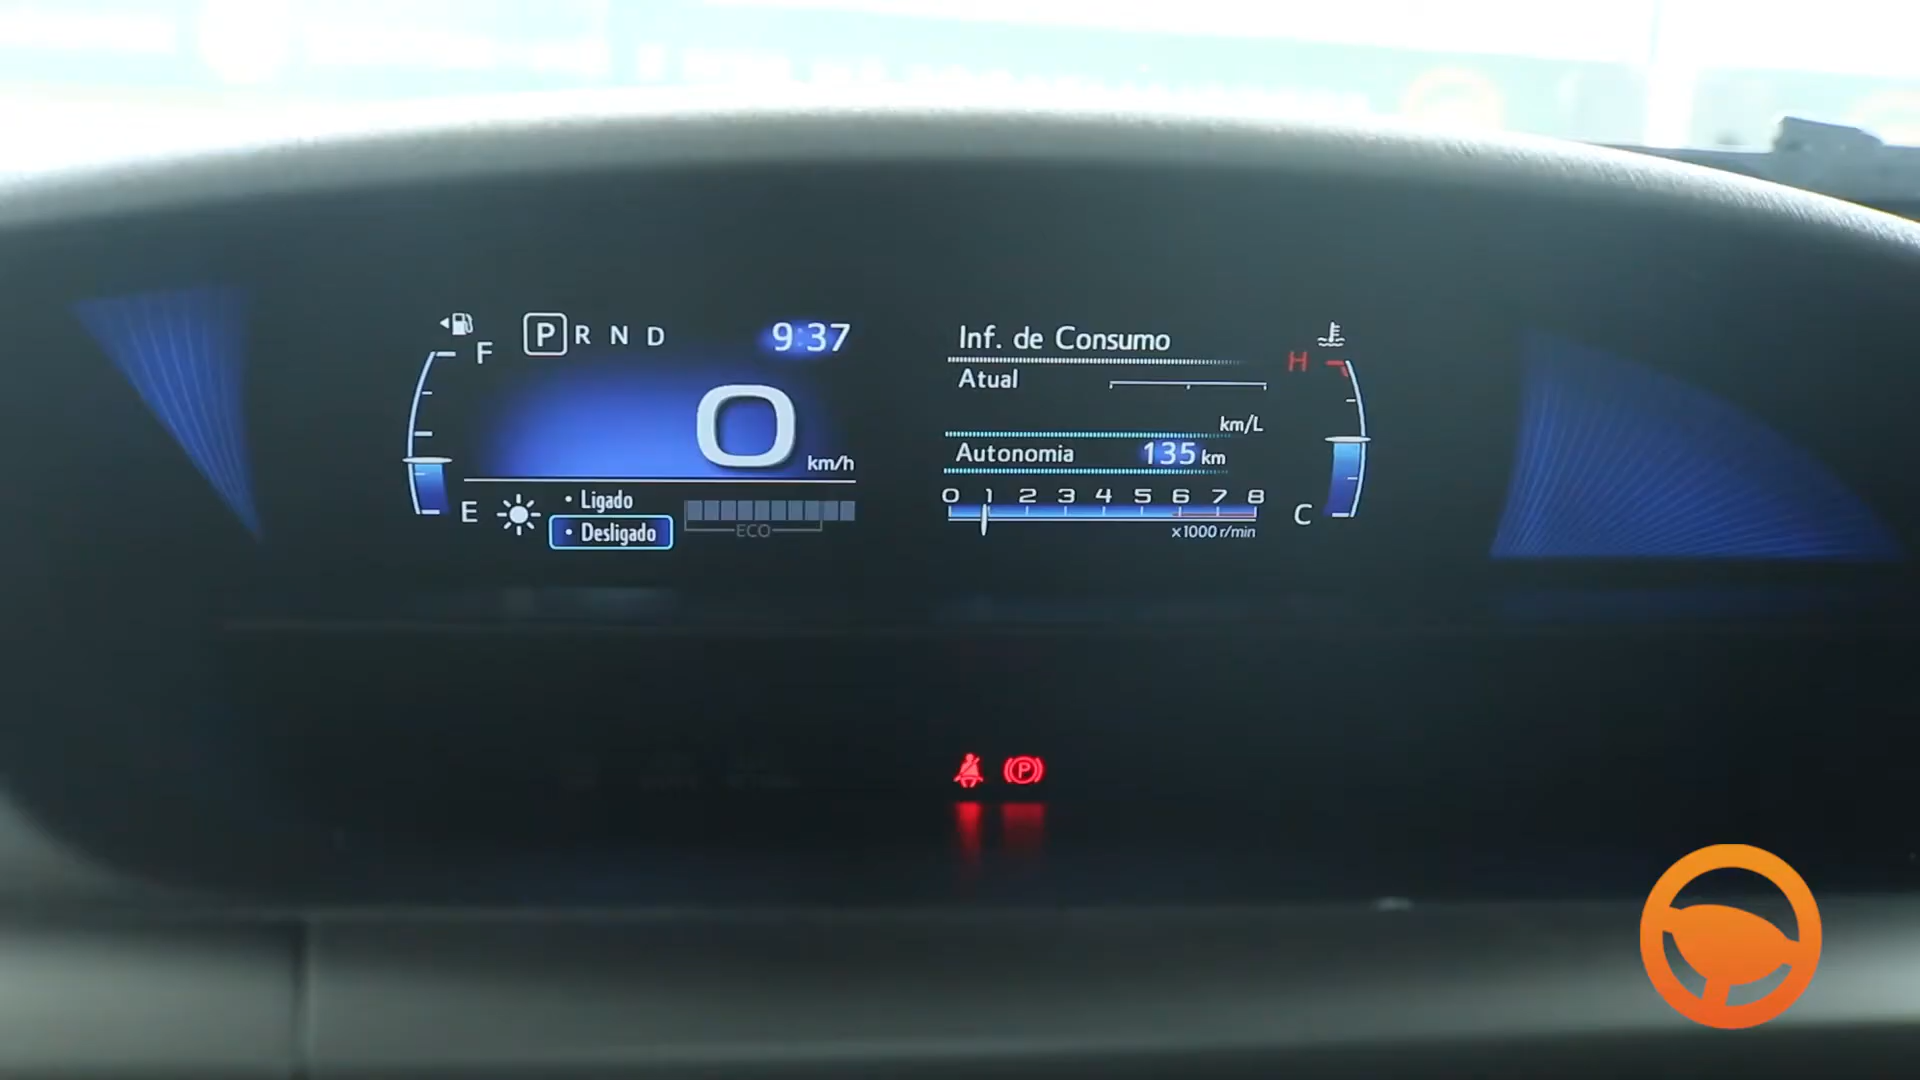 F
P R N D
9:37
0
km/h
E
• Ligado
• Desligado
ECO
Inf. de Consumo
Atual
km/L
Autonomia 135 km
0 1 2 3 4 5 6 7 8
x1000 r/min
H
C
P